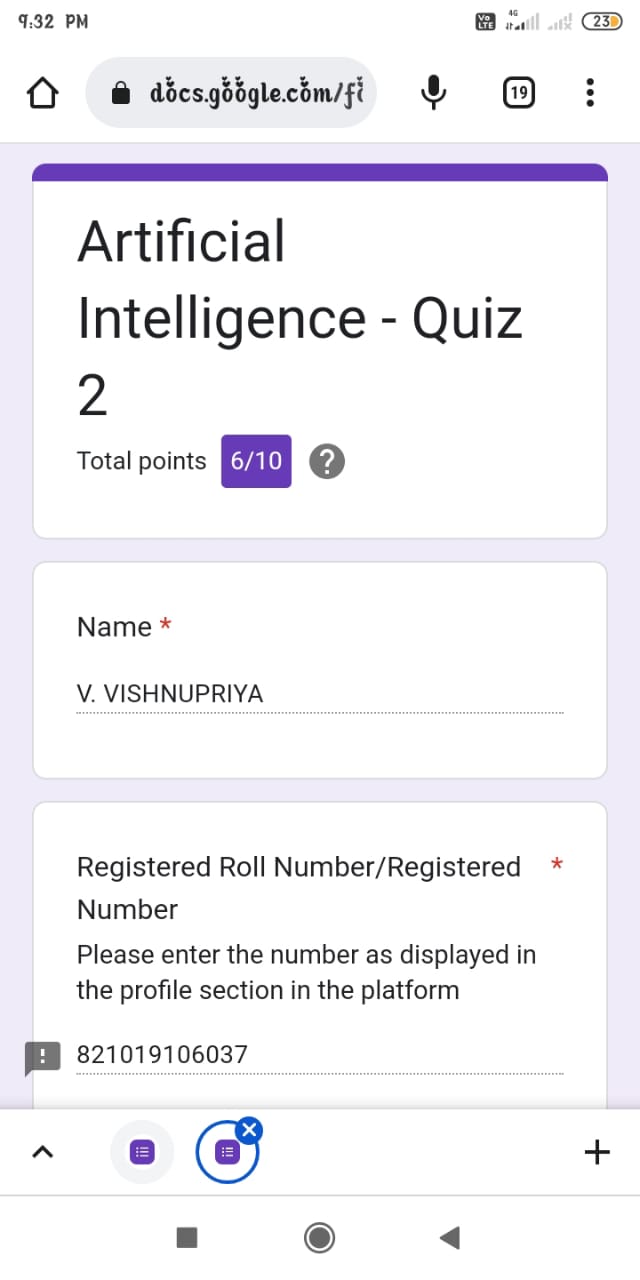 9:32 PM
Vo LTE 4G 23
docs.google.com/fo
19
Artificial
Intelligence - Quiz
2
Total points 6/10 ?
Name *
V. VISHNUPRIYA
Registered Roll Number/Registered *
Number
Please enter the number as displayed in
the profile section in the platform
821019106037